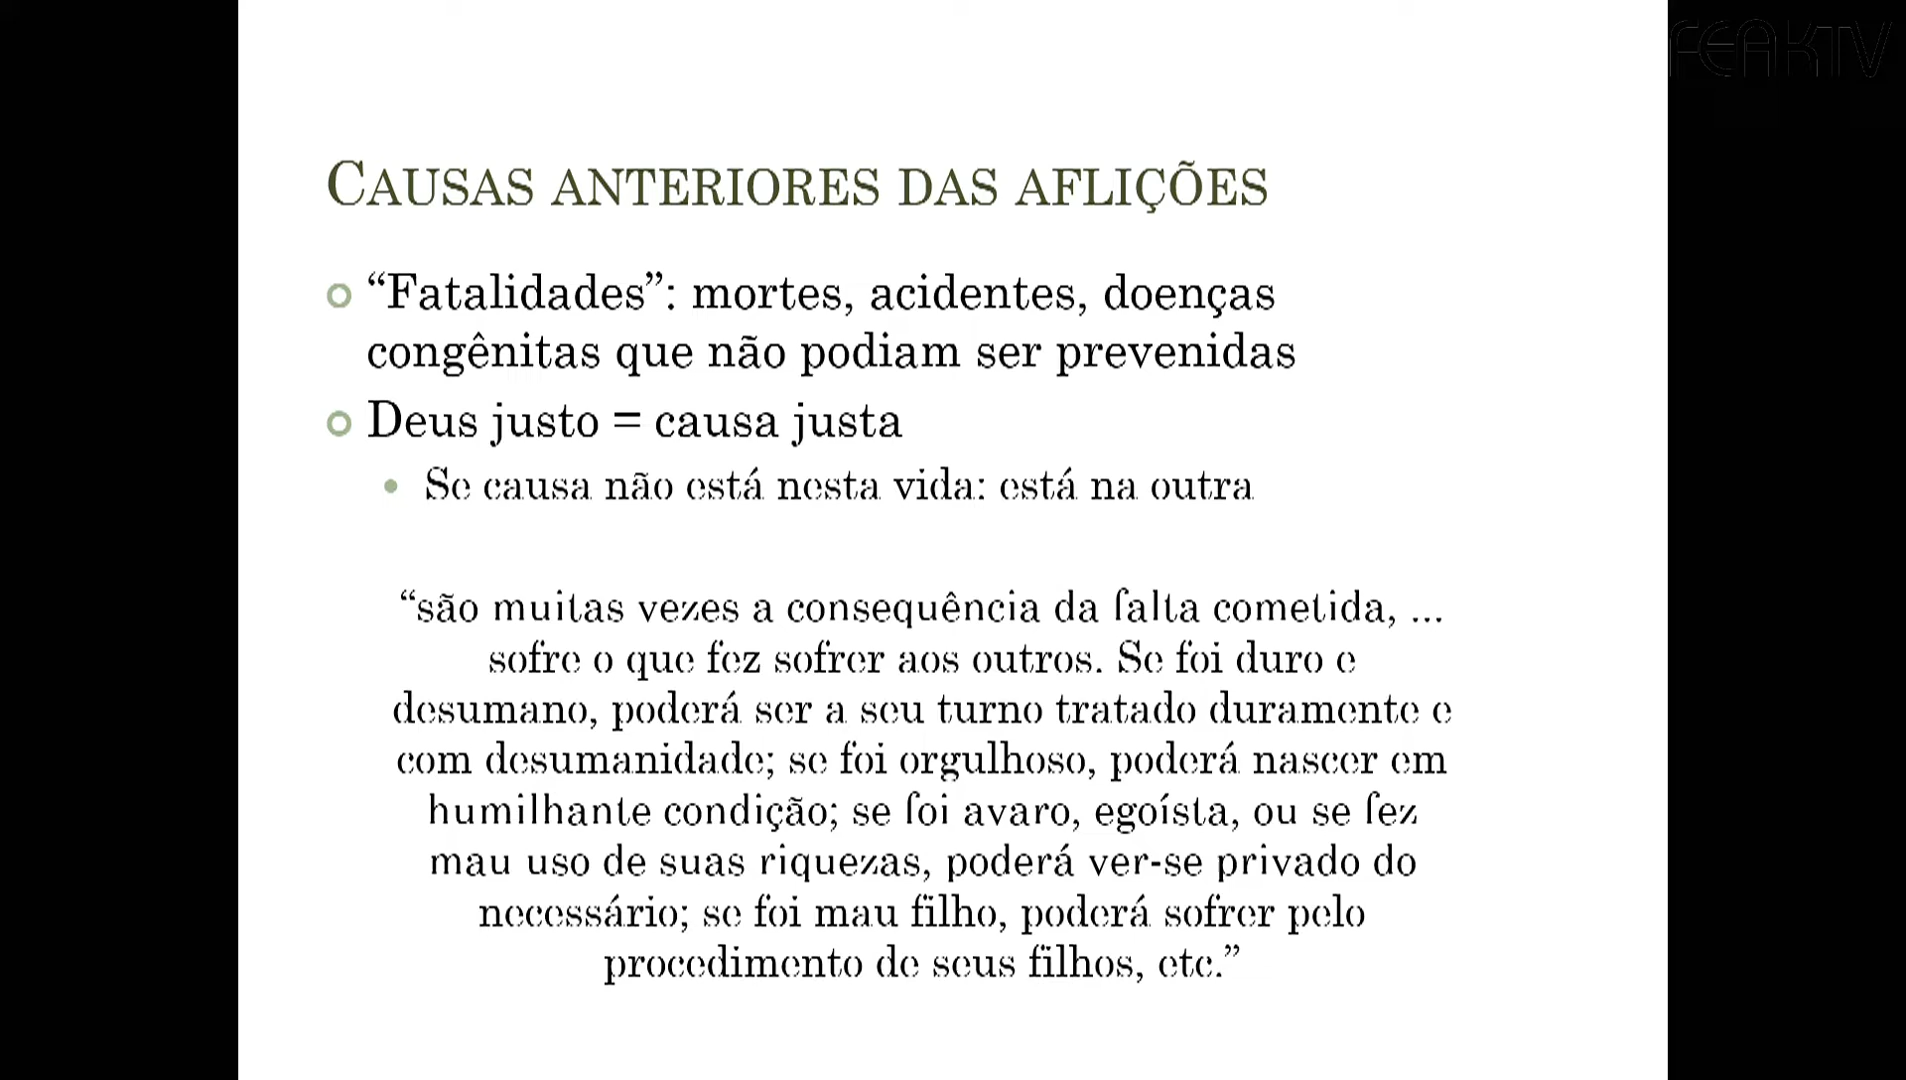 FEAKTV
CAUSAS ANTERIORES DAS AFLIÇÕES
“Fatalidades”: mortes, acidentes, doenças
congênitas que não podiam ser prevenidas
Deus justo = causa justa
Se causa não está nesta vida: está na outra
“são muitas vezes a consequência da falta cometida, ...
sofre o que fez sofrer aos outros. Se foi duro e
desumano, poderá ser a seu turno tratado duramente e
com desumanidade; se foi orgulhoso, poderá nascer em
humilhante condição; se foi avaro, egoísta, ou se fez
mau uso de suas riquezas, poderá ver-se privado do
necessário; se foi mau filho, poderá sofrer pelo
procedimento de seus filhos, etc.”